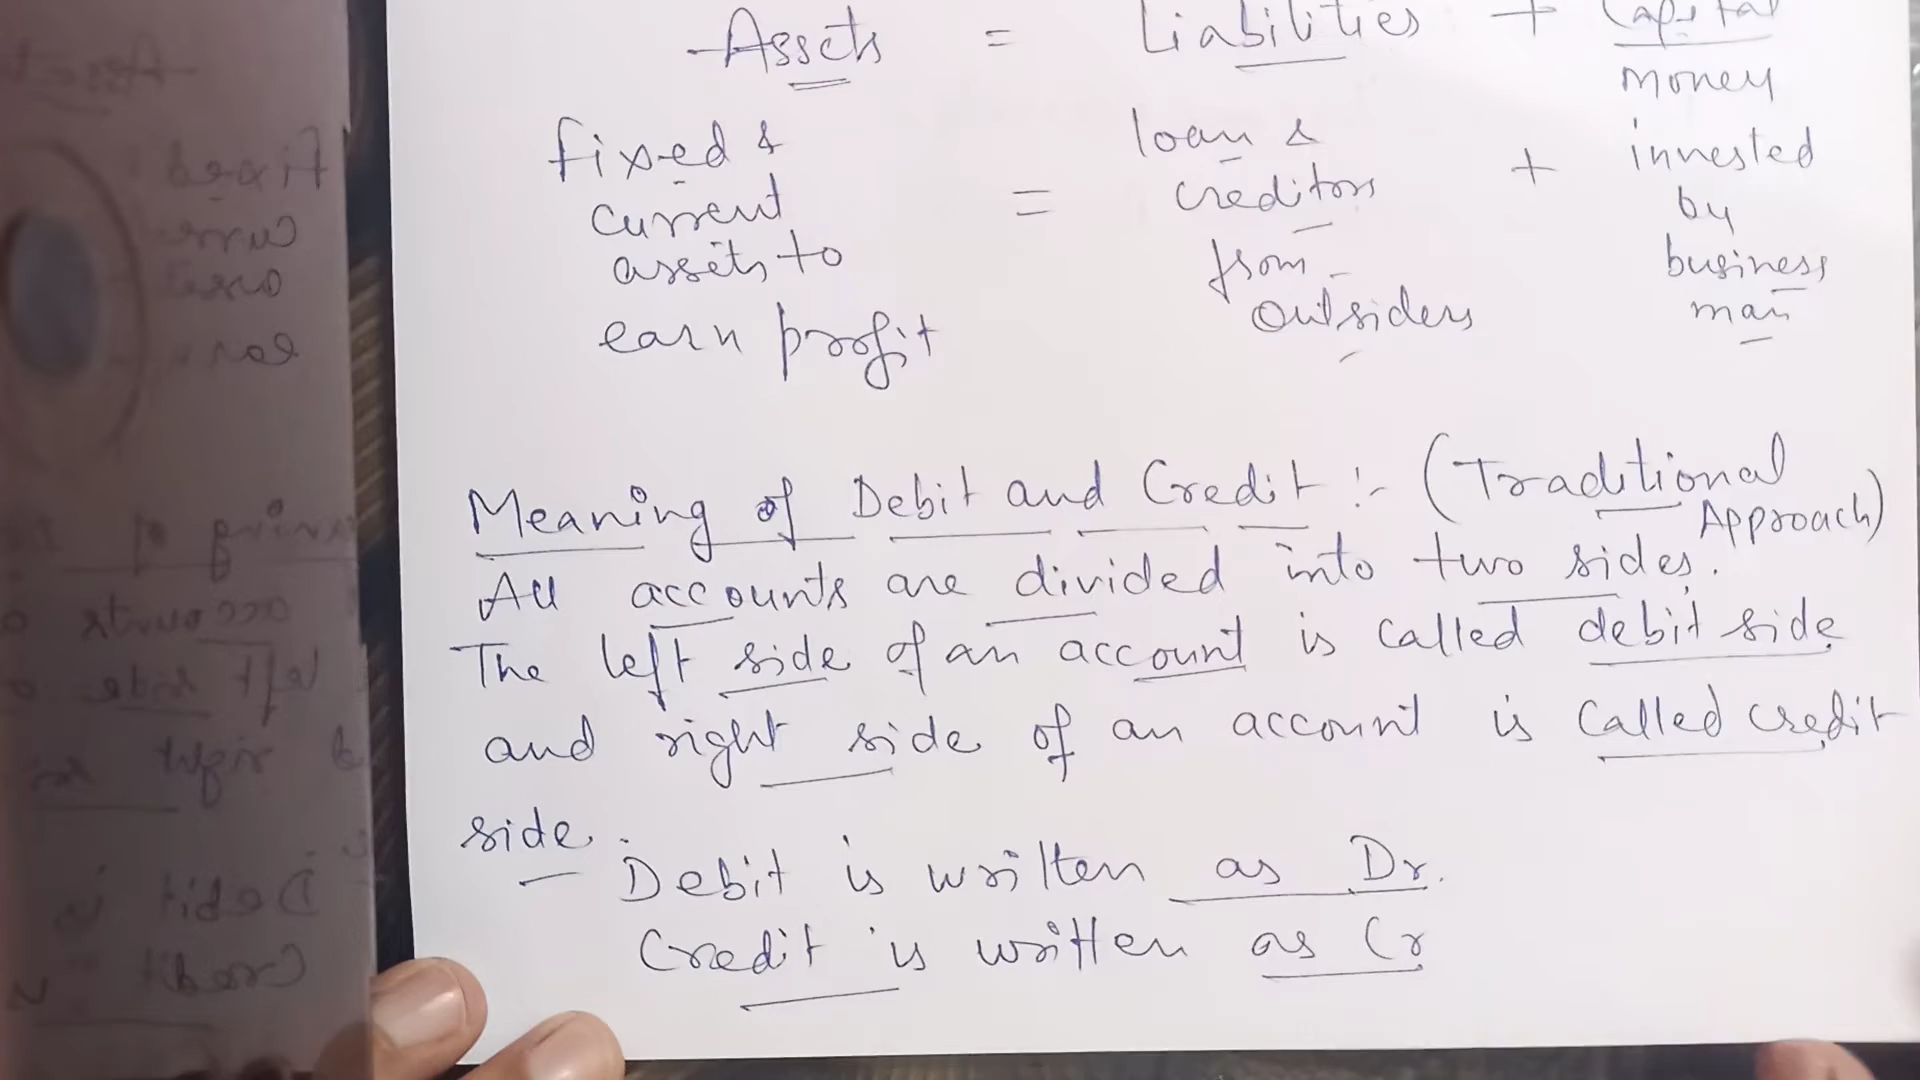 Assets = Liabilities + Capital
money
fixed & loan & invested
current = creditors + by
assets to from business
earn profit outsiders man
Meaning of Debit and Credit :- (Traditional
Approach)
All accounts are divided into two sides.
The left side of an account is called debit side
and right side of an account is called credit
side.
Debit is written as Dr.
Credit is written as Cr